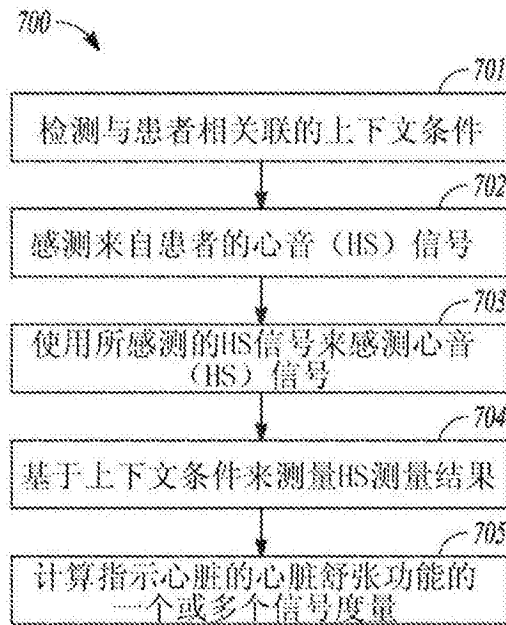 700
701
检测与患者相关联的上下文条件
702
感测来自患者的心音（HS）信号
703
使用所感测的HS信号来感测心音
（HS）信号
704
基于上下文条件来测量HS测量结果
705
计算指示心脏的心脏舒张功能的
一个或多个信号度量